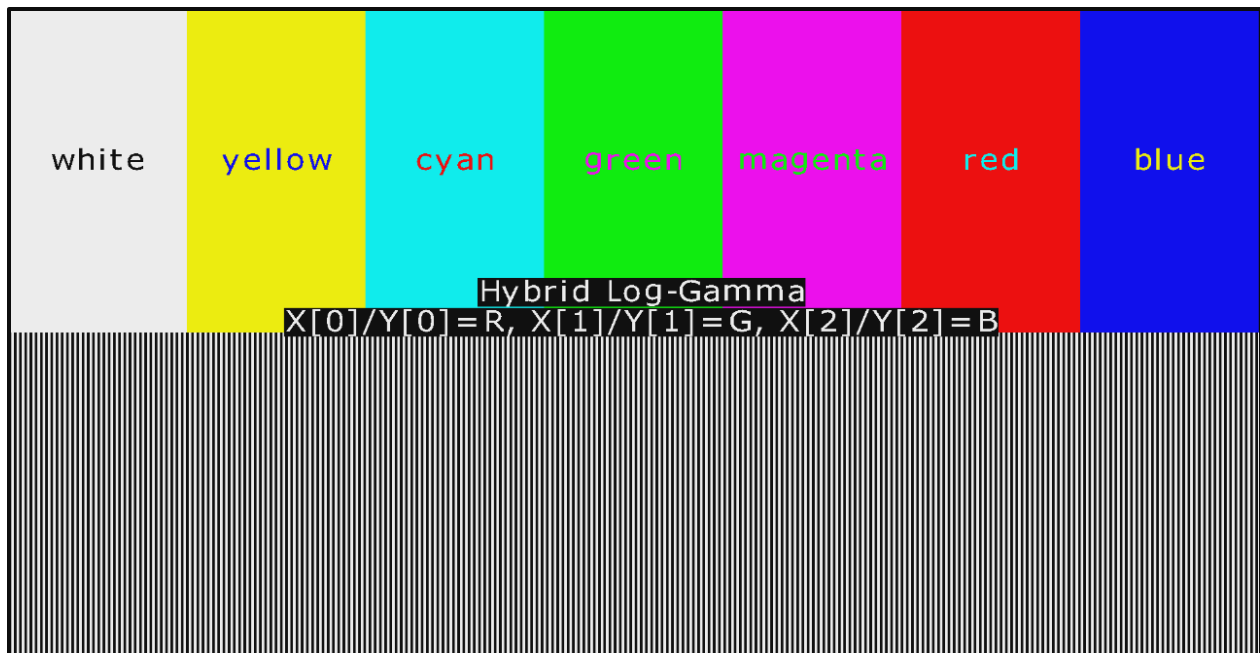 white yellow cyan green magenta red blue
Hybrid Log-Gamma
X[0]/Y[0]=R, X[1]/Y[1]=G, X[2]/Y[2]=B